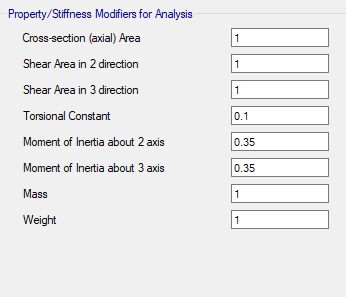 Property/Stiffness Modifiers for Analysis
Cross-section (axial) Area 1
Shear Area in 2 direction 1
Shear Area in 3 direction 1
Torsional Constant 0.1
Moment of Inertia about 2 axis 0.35
Moment of Inertia about 3 axis 0.35
Mass 1
Weight 1